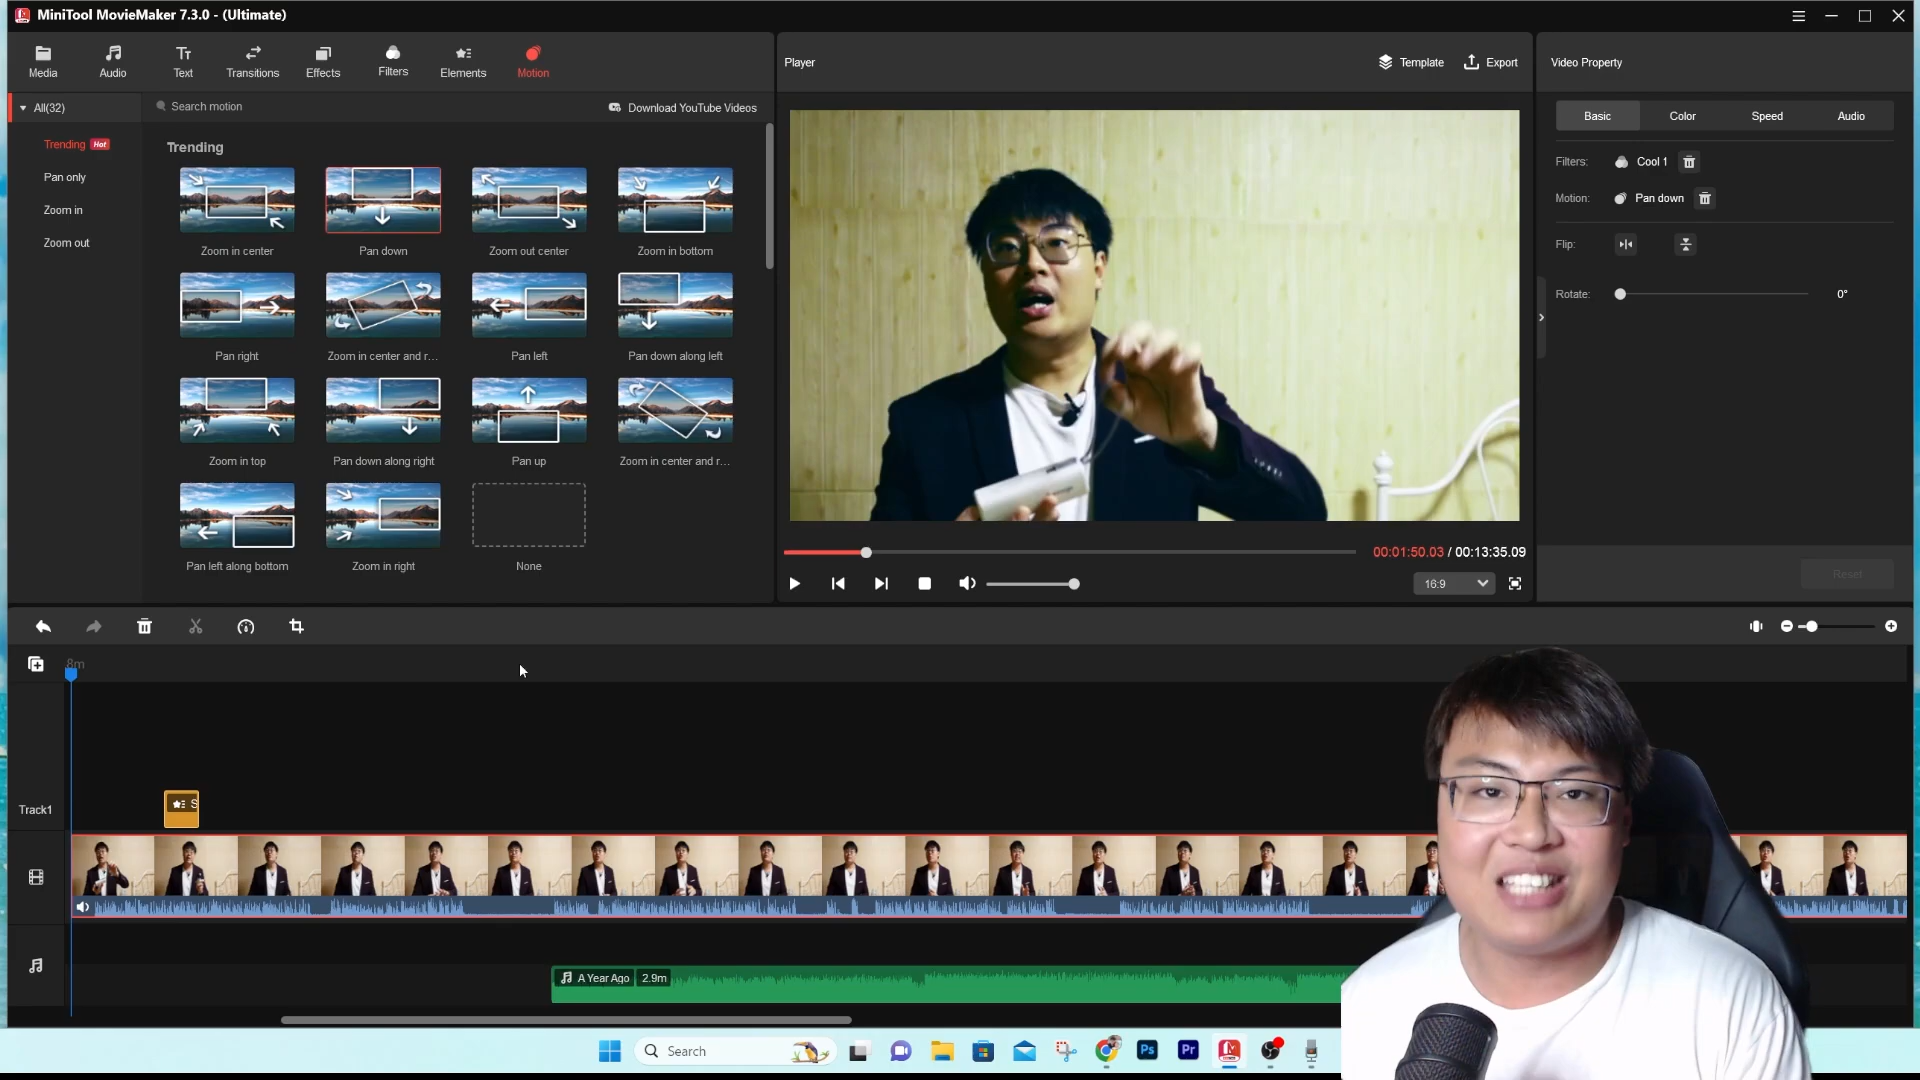 MiniTool MovieMaker 7.3.0 - (Ultimate)
Media
Audio
Text
Transitions
Effects
Filters
Elements
Motion
Player
Template
Export
Video Property
All(32)
Search motion
Download YouTube Videos
Basic
Color
Speed
Audio
Trending Hot
Pan only
Zoom in
Zoom out
Trending
Zoom in center
Pan down
Zoom out center
Zoom in bottom
Pan right
Zoom in center and r...
Pan left
Pan down along left
Zoom in top
Pan down along right
Pan up
Zoom in center and r...
Pan left along bottom
Zoom in right
None
Filters: Cool 1
Motion: Pan down
Flip:
Rotate: 0°
00:01:50.03 / 00:13:35.09
16:9
Reset
8m
Track1
S
A Year Ago 2.9m
Search
Ps
Pr